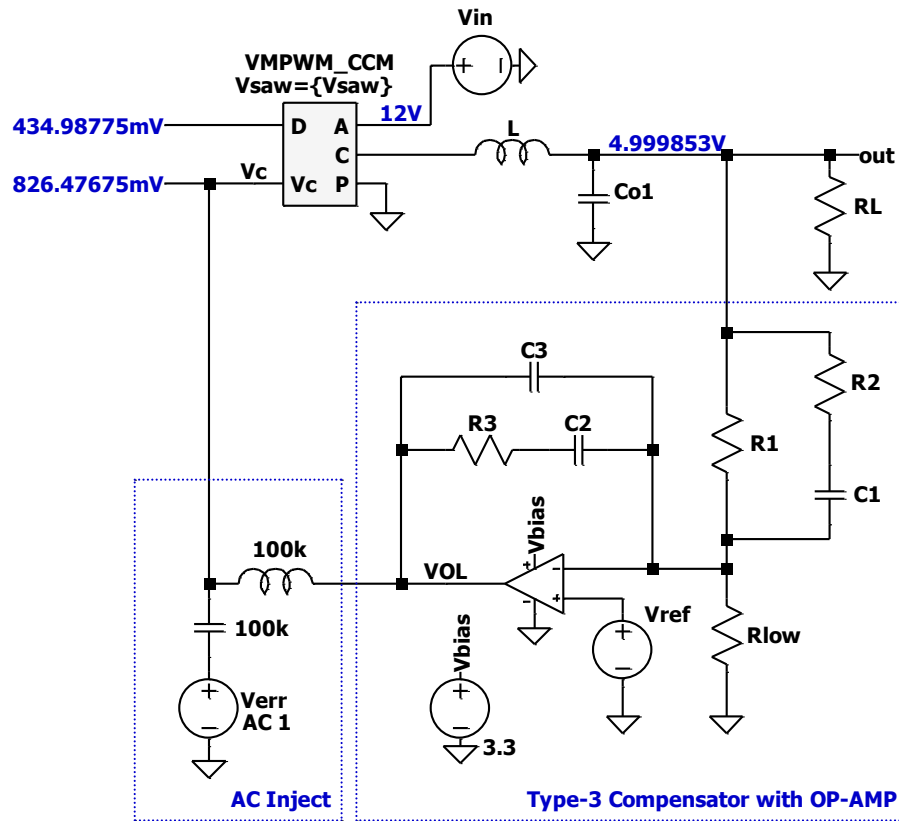 Vin
VMPWM_CCM
Vsaw={Vsaw}
12V
434.98775mV
D
A
L
4.999853V
C
out
826.47675mV
Vc
Vc
P
Co1
RL
C3
R2
R3
C2
R1
C1
100k
Vbias
VOL
+
-
-
+
100k
Vref
+
-
Rlow
Vbias
+
-
Verr
AC 1
+
-
3.3
AC Inject
Type-3 Compensator with OP-AMP